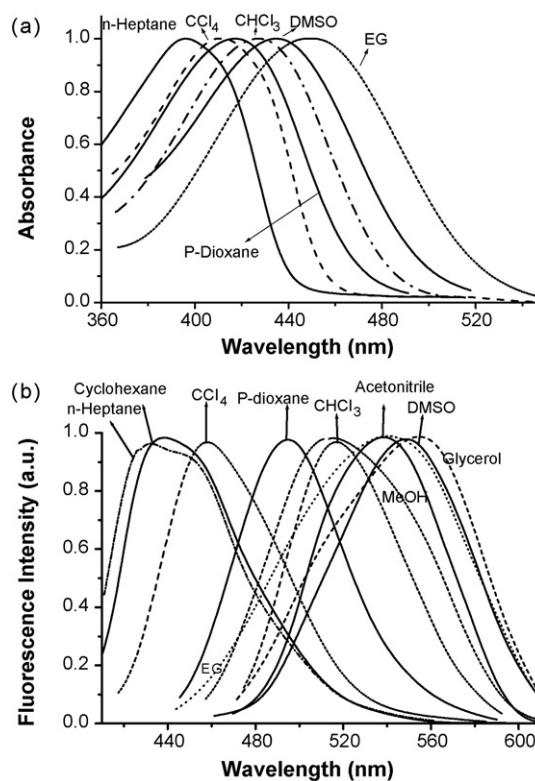 (a)
n-Heptane CCl4 CHCl3 DMSO
EG
P-Dioxane
Absorbance
1.0
0.8
0.6
0.4
0.2
0.0
360 400 440 480 520
Wavelength (nm)
(b)
Cyclohexane
n-Heptane
CCl4
P-dioxane
CHCl3
Acetonitrile
DMSO
Glycerol
MeOH
EG
Fluorescence Intensity (a.u.)
1.0
0.8
0.6
0.4
0.2
0.0
440 480 520 560 600
Wavelength (nm)